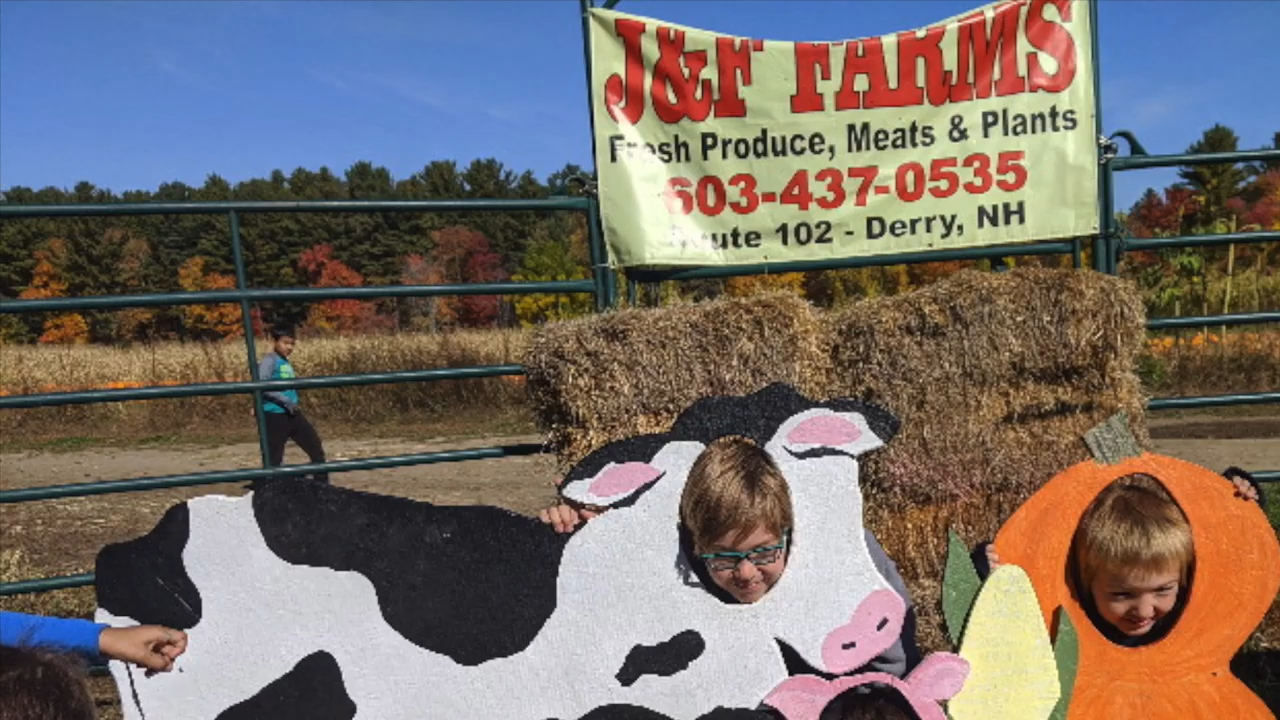 J&F FARMS
Fresh Produce, Meats & Plants
603-437-0535
Route 102 - Derry, NH